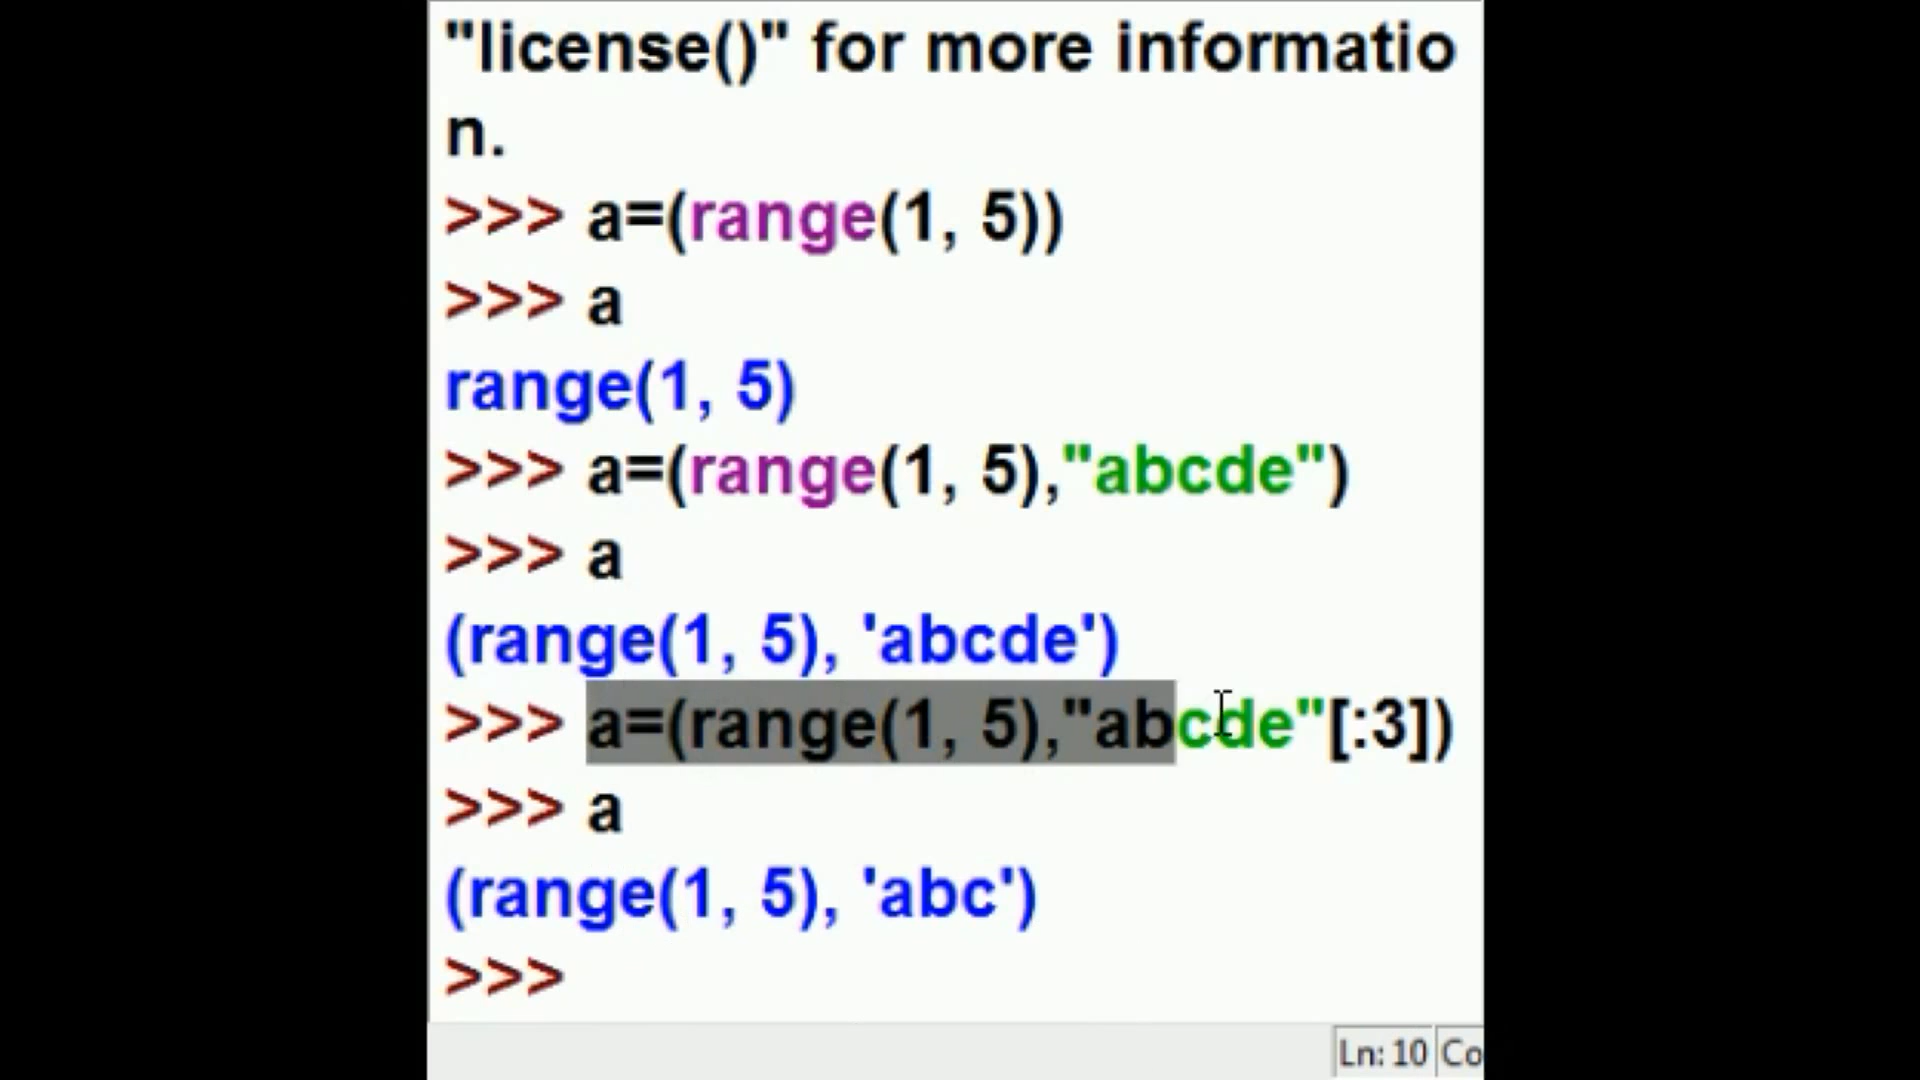 "license()" for more informatio
n.
>>> a=(range(1, 5))
>>> a
range(1, 5)
>>> a=(range(1, 5),"abcde")
>>> a
(range(1, 5), 'abcde')
>>> a=(range(1, 5),"abcde"[:3])
>>> a
(range(1, 5), 'abc')
>>>
Ln: 10 Co